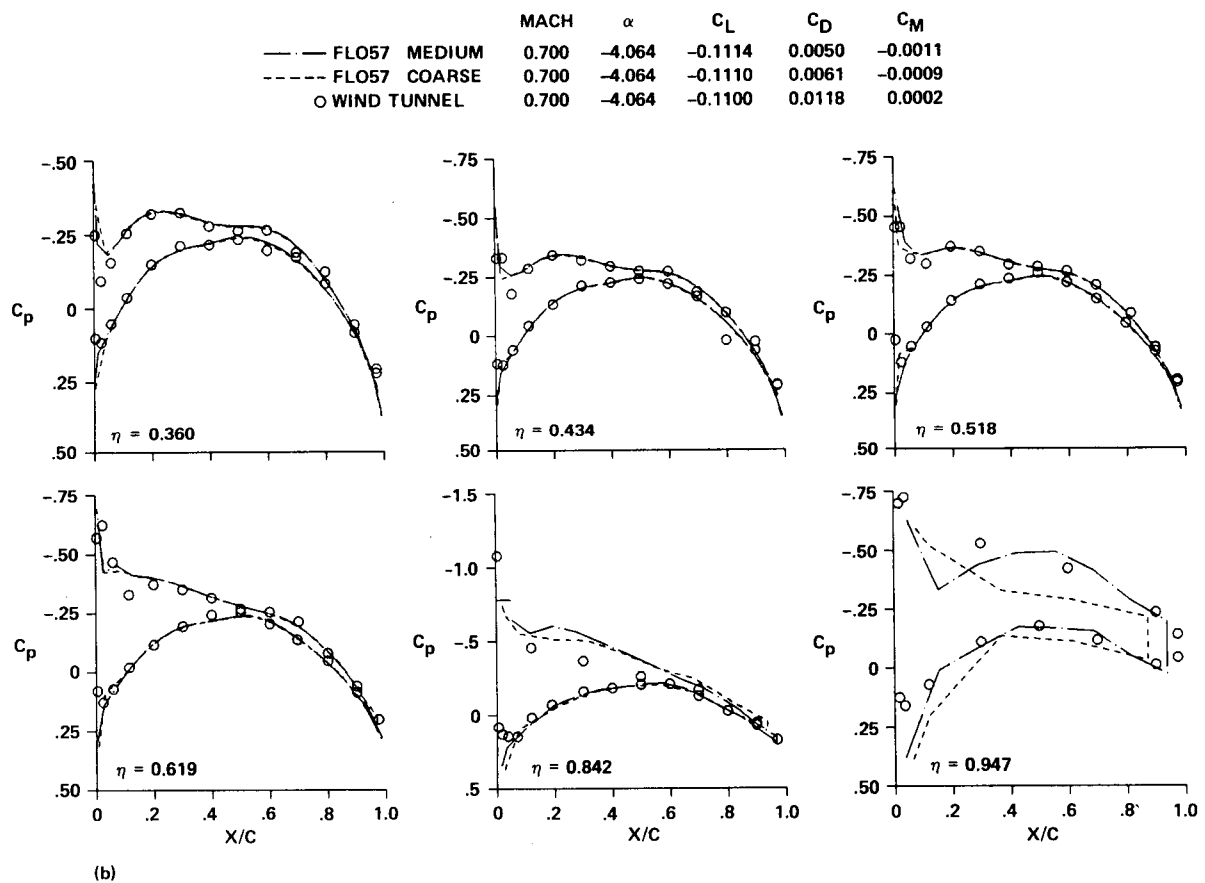 MACH α C_L C_D C_M
FLO57 MEDIUM 0.700 −4.064 −0.1114 0.0050 −0.0011
FLO57 COARSE 0.700 −4.064 −0.1110 0.0061 −0.0009
WIND TUNNEL 0.700 −4.064 −0.1100 0.0118 0.0002
−.50
−.25
C_p 0
.25
.50
η = 0.360
−.75
−.50
−.25
C_p 0
.25
.50
η = 0.434
−.75
−.50
−.25
C_p 0
.25
.50
η = 0.518
−.75
−.50
−.25
C_p 0
.25
.50
η = 0.619
0 .2 .4 .6 .8 1.0
X/C
−1.5
−1.0
C_p −.5
0
.5
η = 0.842
0 .2 .4 .6 .8 1.0
X/C
−.75
−.50
−.25
C_p 0
.25
.50
η = 0.947
0 .2 .4 .6 .8 1.0
X/C
(b)